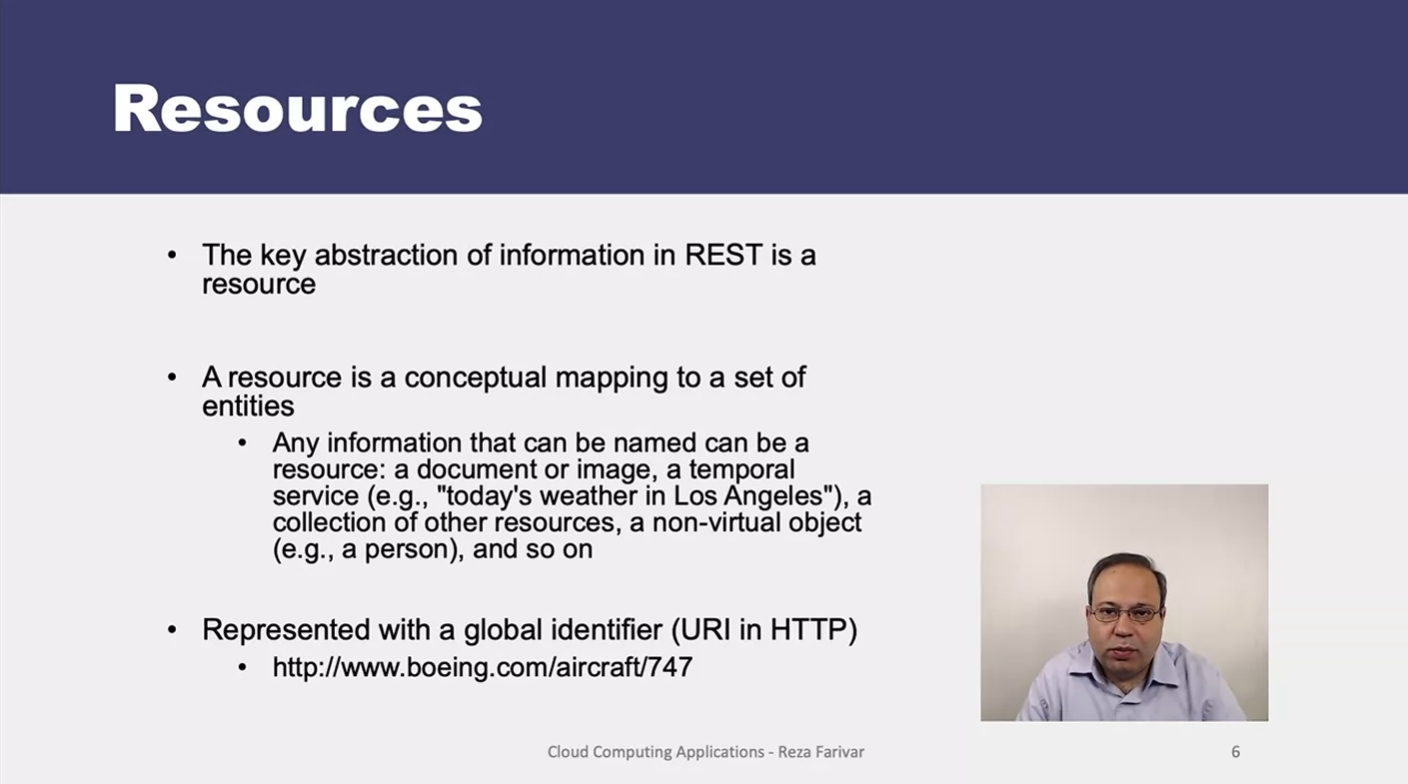 Resources
• The key abstraction of information in REST is a
resource
• A resource is a conceptual mapping to a set of
entities
• Any information that can be named can be a
resource: a document or image, a temporal
service (e.g., "today's weather in Los Angeles"), a
collection of other resources, a non-virtual object
(e.g., a person), and so on
• Represented with a global identifier (URI in HTTP)
• http://www.boeing.com/aircraft/747
Cloud Computing Applications - Reza Farivar
6